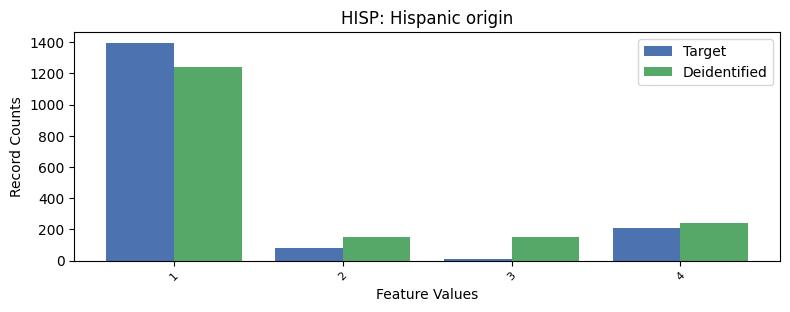 HISP: Hispanic origin
Target
Deidentified
Record Counts
1400
1200
1000
800
600
400
200
0
1 2 3 4
Feature Values